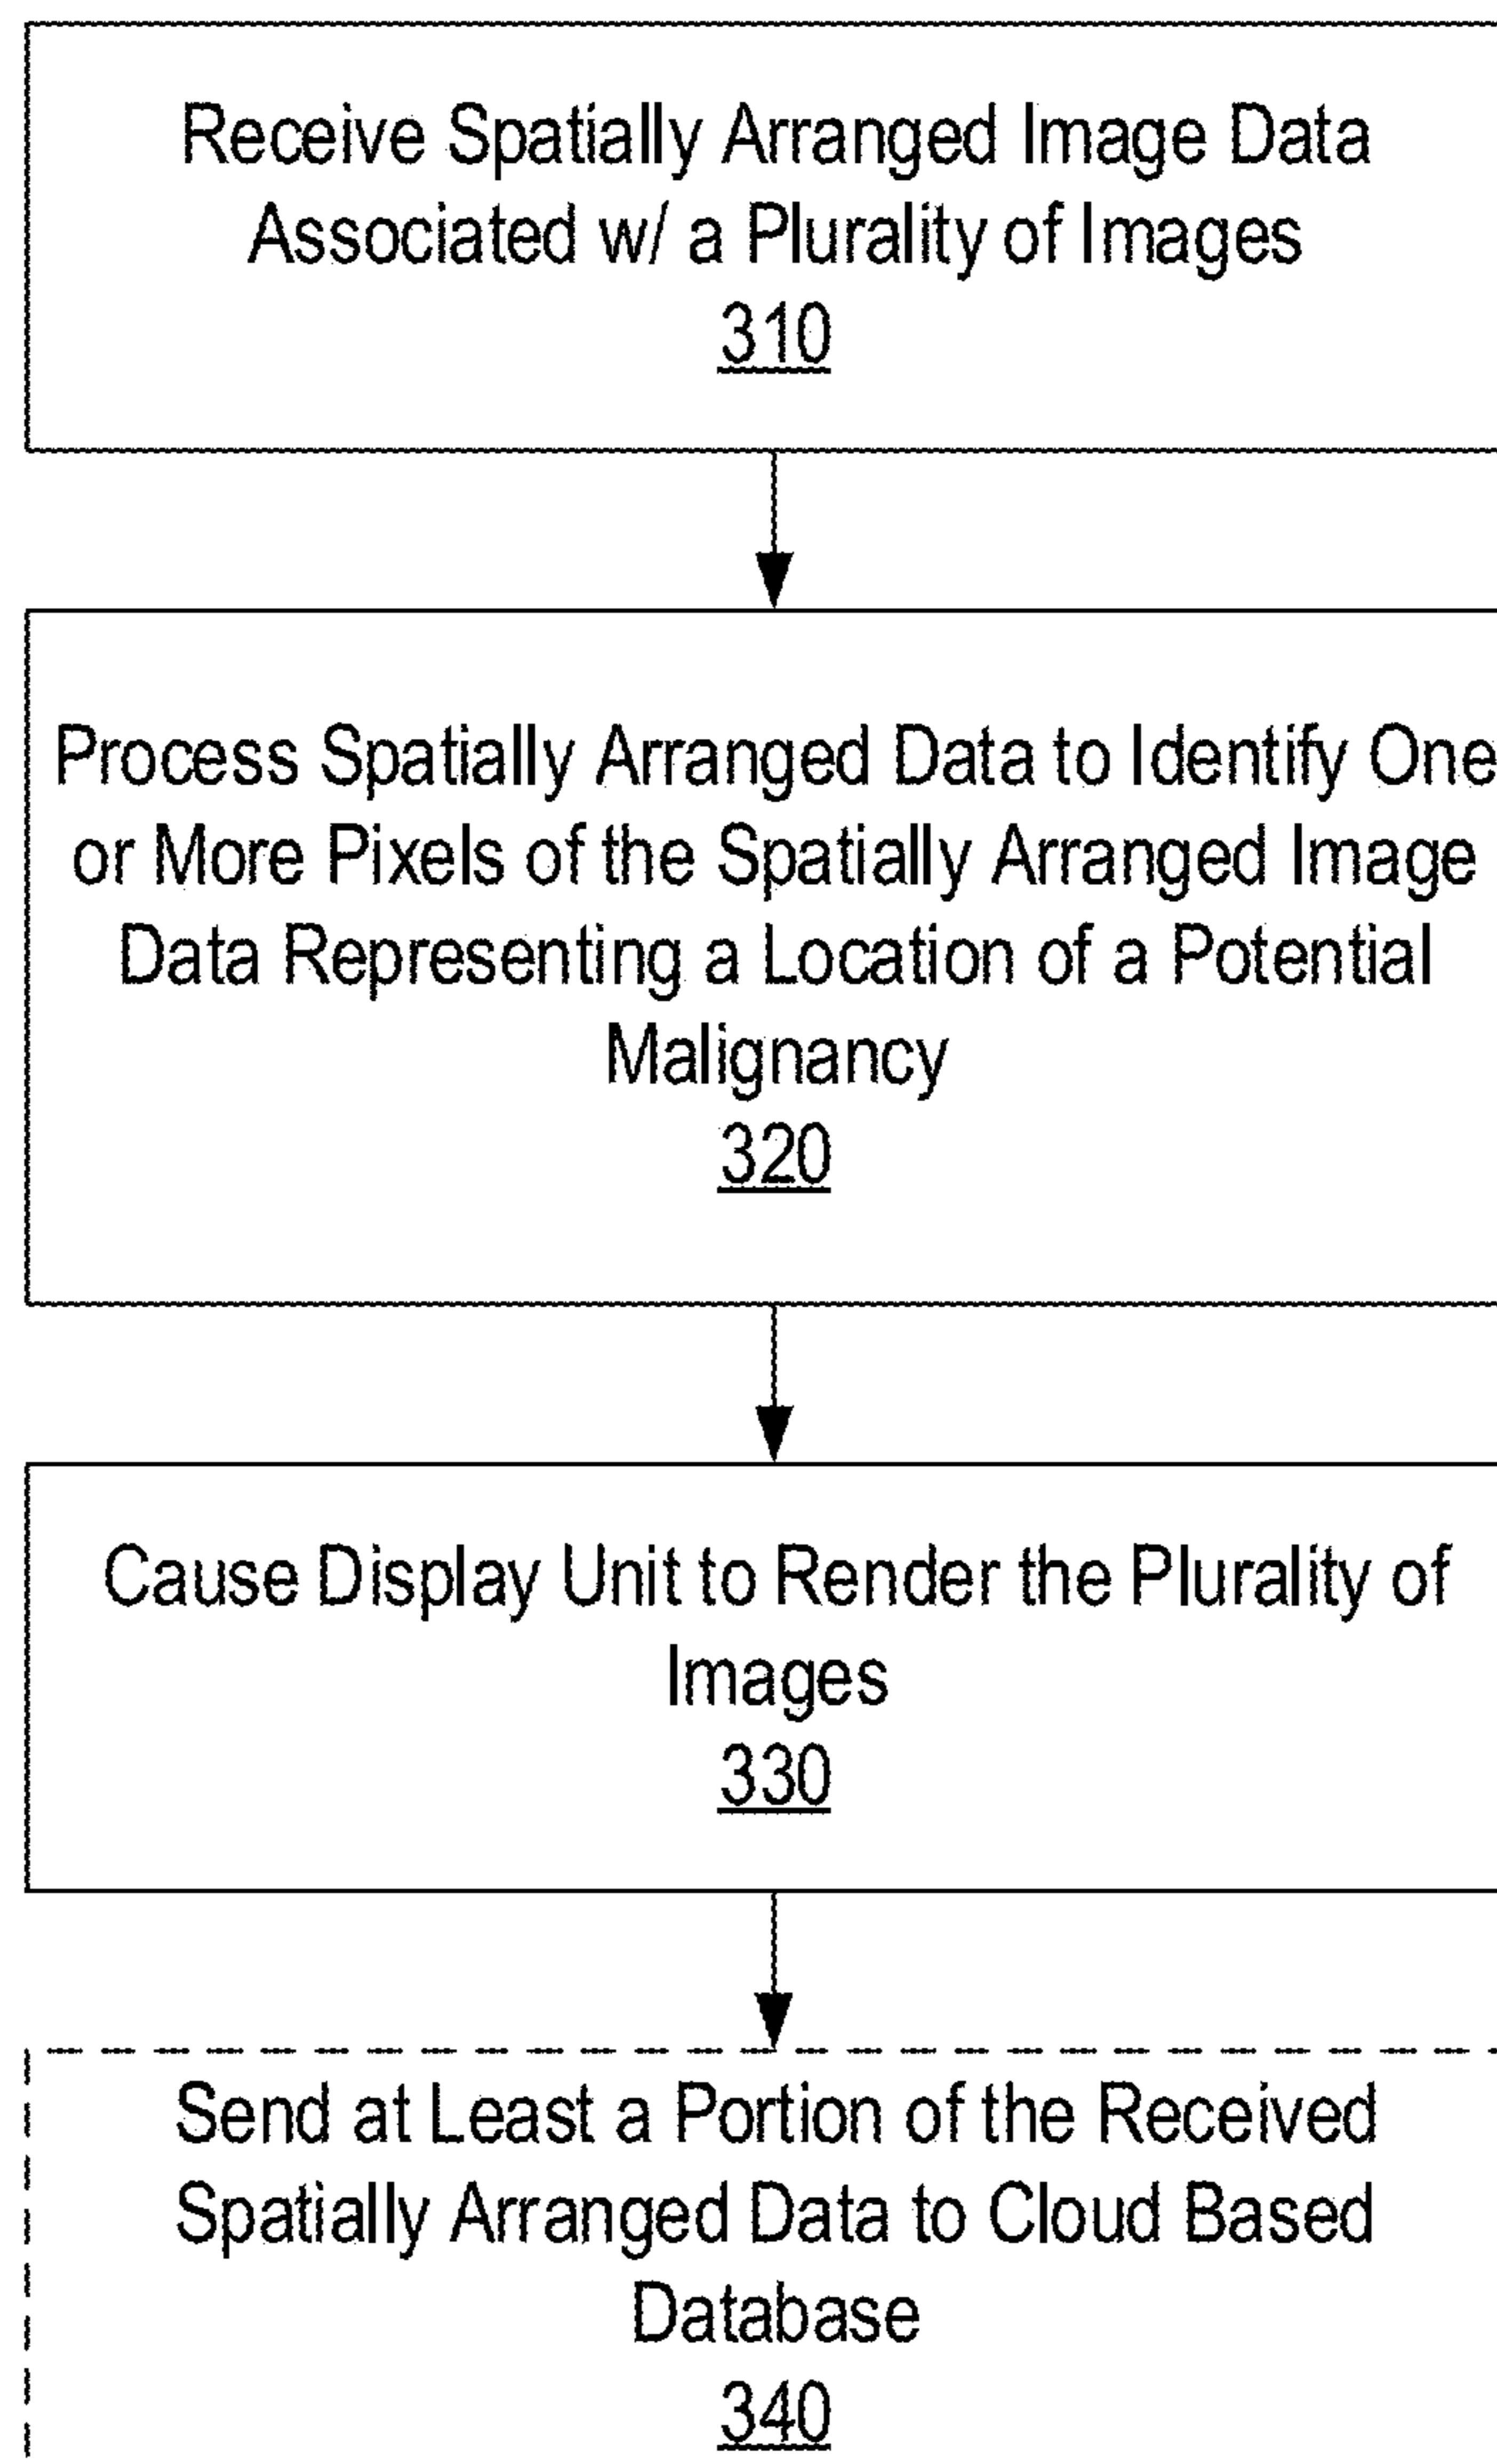 Receive Spatially Arranged Image Data
Associated w/ a Plurality of Images
310
Process Spatially Arranged Data to Identify One
or More Pixels of the Spatially Arranged Image
Data Representing a Location of a Potential
Malignancy
320
Cause Display Unit to Render the Plurality of
Images
330
Send at Least a Portion of the Received
Spatially Arranged Data to Cloud Based
Database
340